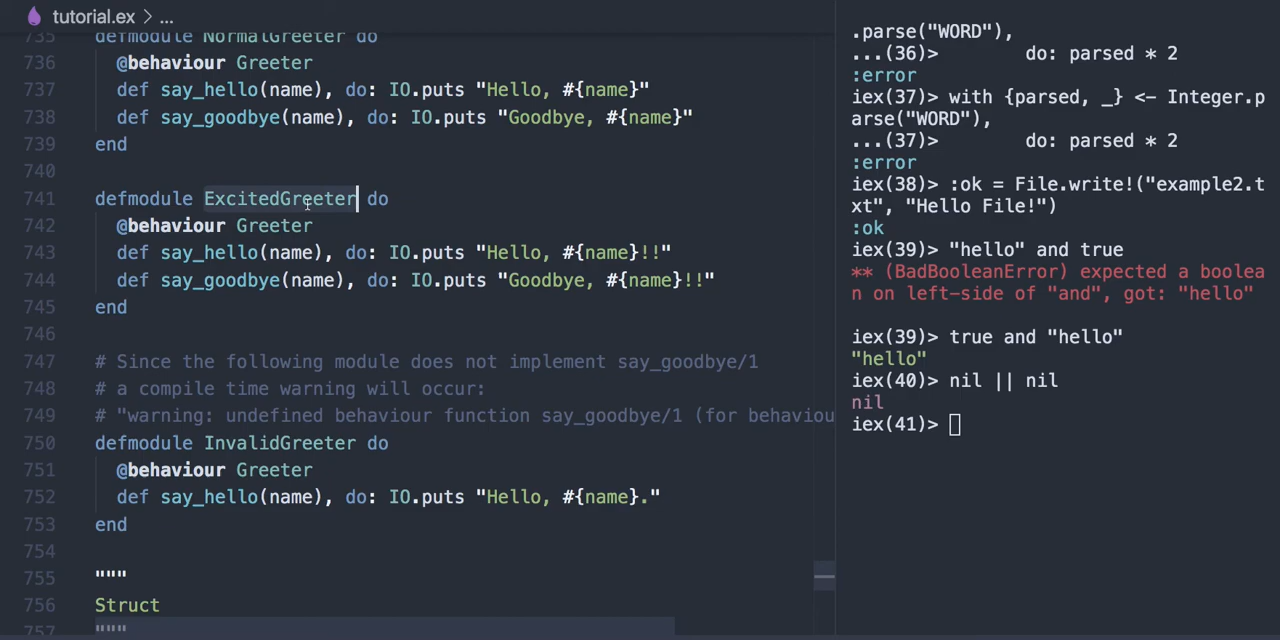 tutorial.ex > ...
735 defmodule NormalGreeter do
736 @behaviour Greeter
737 def say_hello(name), do: IO.puts "Hello, #{name}"
738 def say_goodbye(name), do: IO.puts "Goodbye, #{name}"
739 end
740
741 defmodule ExcitedGreeter do
742 @behaviour Greeter
743 def say_hello(name), do: IO.puts "Hello, #{name}!!"
744 def say_goodbye(name), do: IO.puts "Goodbye, #{name}!!"
745 end
746
747 # Since the following module does not implement say_goodbye/1
748 # a compile time warning will occur:
749 # "warning: undefined behaviour function say_goodbye/1 (for behaviou
750 defmodule InvalidGreeter do
751 @behaviour Greeter
752 def say_hello(name), do: IO.puts "Hello, #{name}."
753 end
754
755 """
756 Struct
757 """
.parse("WORD"),
...(36)> do: parsed * 2
:error
iex(37)> with {parsed, _} <- Integer.p
arse("WORD"),
...(37)> do: parsed * 2
:error
iex(38)> :ok = File.write!("example2.t
xt", "Hello File!")
:ok
iex(39)> "hello" and true
** (BadBooleanError) expected a boolea
n on left-side of "and", got: "hello"
iex(39)> true and "hello"
"hello"
iex(40)> nil || nil
nil
iex(41)>